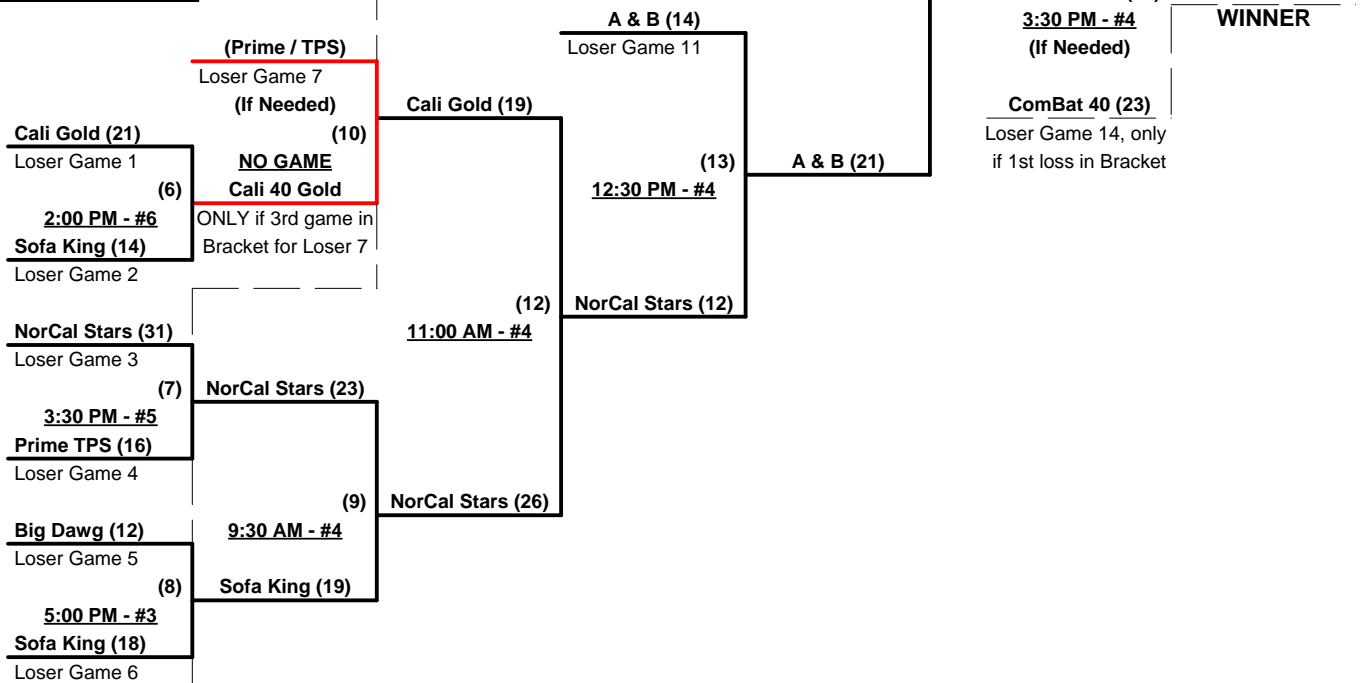 A & B (14)
Loser Game 11
3:30 PM - #4
(If Needed)
WINNER
(Prime / TPS)
Loser Game 7
(If Needed)
(10)
NO GAME
Cali 40 Gold
ONLY if 3rd game in
Bracket for Loser 7
Cali Gold (19)
ComBat 40 (23)
Loser Game 14, only
if 1st loss in Bracket
Cali Gold (21)
Loser Game 1
(6)
2:00 PM - #6
Sofa King (14)
Loser Game 2
(13)
12:30 PM - #4
A & B (21)
NorCal Stars (31)
Loser Game 3
(7)
3:30 PM - #5
Prime TPS (16)
Loser Game 4
NorCal Stars (23)
(12)
11:00 AM - #4
NorCal Stars (12)
(9)
9:30 AM - #4
NorCal Stars (26)
Big Dawg (12)
Loser Game 5
(8)
5:00 PM - #3
Sofa King (18)
Loser Game 6
Sofa King (19)